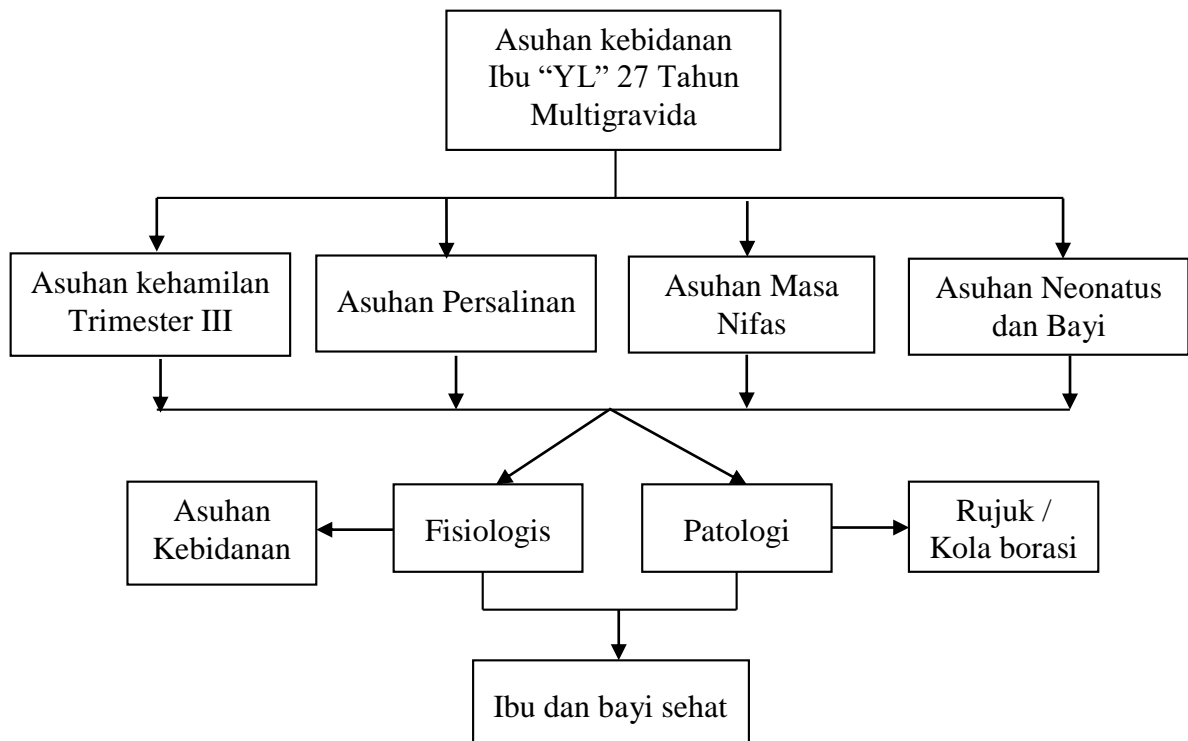 Asuhan kebidanan
Ibu “YL” 27 Tahun
Multigravida
Asuhan kehamilan
Trimester III
Asuhan Persalinan
Asuhan Masa
Nifas
Asuhan Neonatus
dan Bayi
Asuhan
Kebidanan
Fisiologis
Patologi
Rujuk /
Kola borasi
Ibu dan bayi sehat